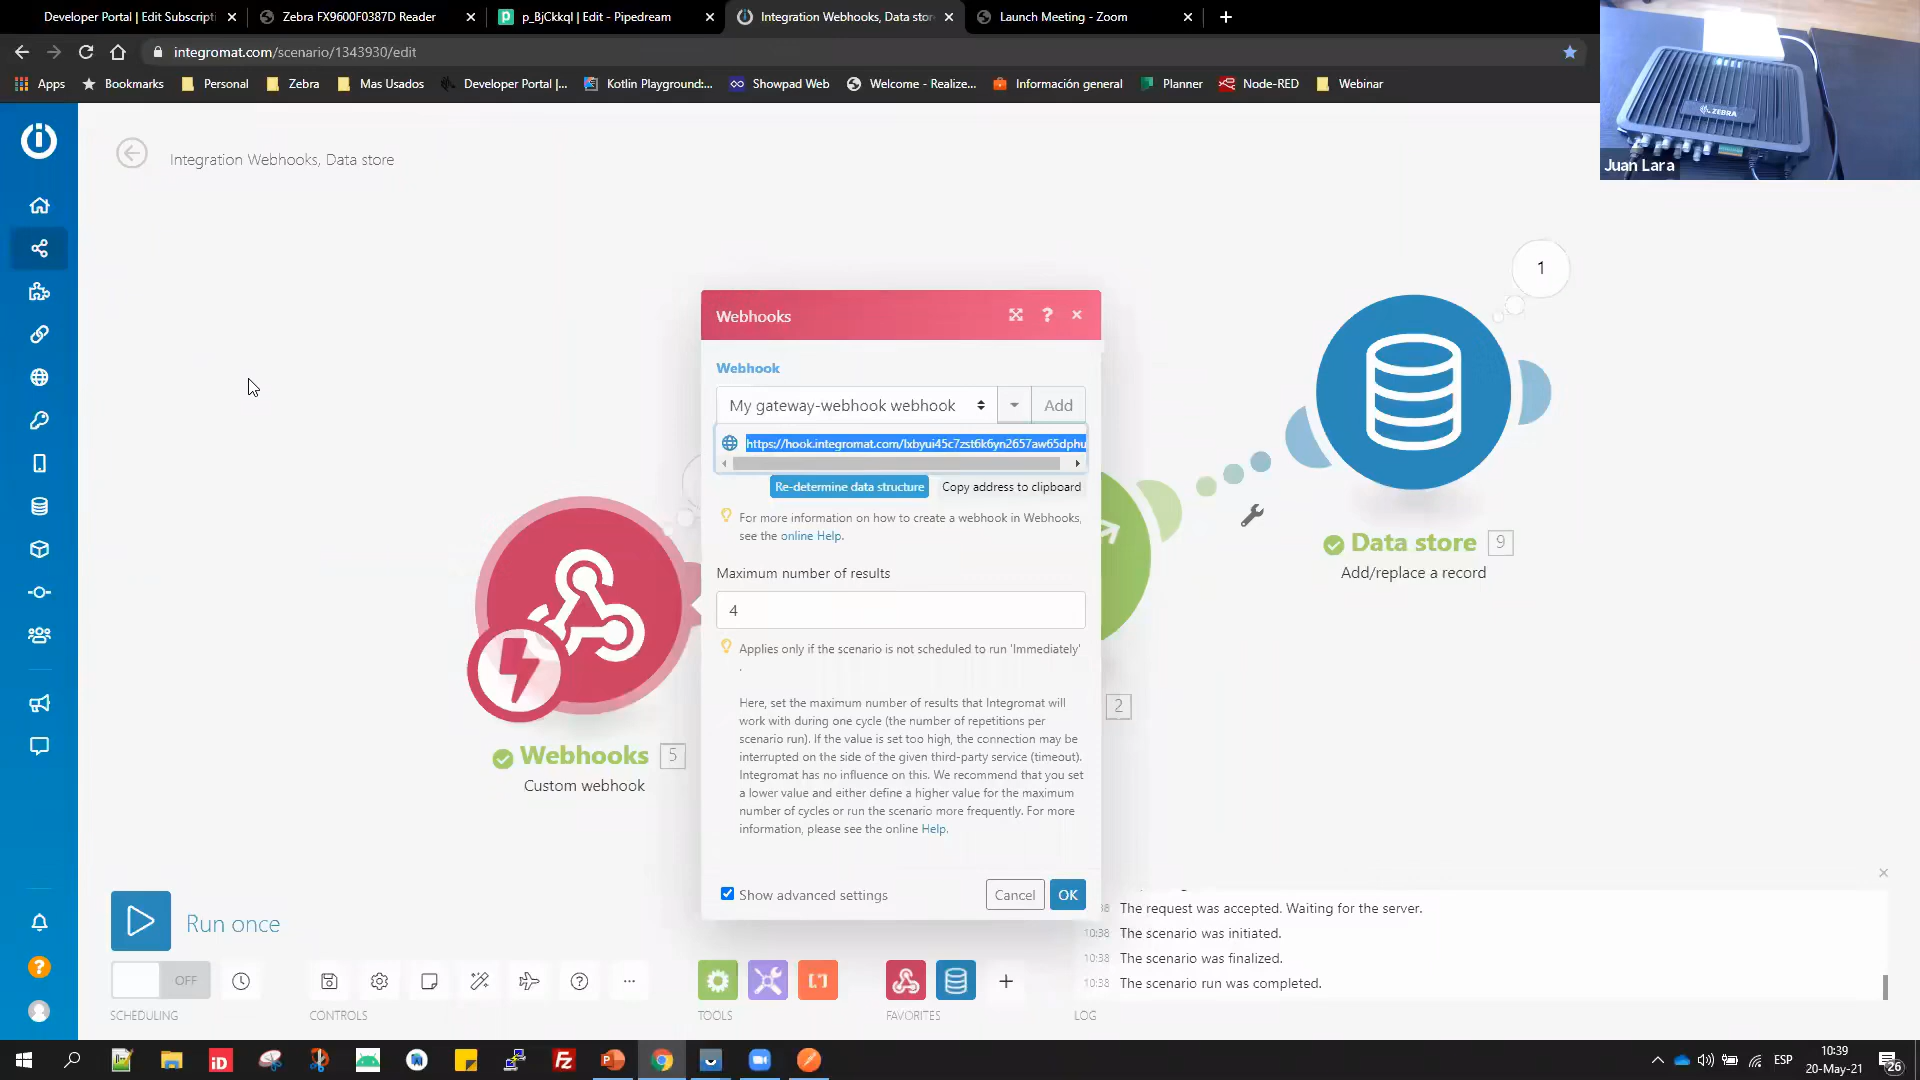 Developer Portal | Edit Subscripti
Zebra FX9600F0387D Reader
p_BjCkkql | Edit - Pipedream
Integration Webhooks, Data stor
Launch Meeting - Zoom
integromat.com/scenario/1343930/edit
Apps
Bookmarks
Personal
Zebra
Mas Usados
Developer Portal |...
Kotlin Playground:...
Showpad Web
Welcome - Realize...
Información general
Planner
Node-RED
Webinar
ZEBRA
Juan Lara
Integration Webhooks, Data store
1
Webhooks
Webhook
My gateway-webhook webhook
Add
https://hook.integromat.com/lxbyui45c7zst6k6yn2657aw65dphu
Re-determine data structure
Copy address to clipboard
For more information on how to create a webhook in Webhooks,
see the online Help.
Maximum number of results
4
Applies only if the scenario is not scheduled to run 'Immediately'
.
Here, set the maximum number of results that Integromat will
work with during one cycle (the number of repetitions per
scenario run). If the value is set too high, the connection may be
interrupted on the side of the given third-party service (timeout).
Integromat has no influence on this. We recommend that you set
a lower value and either define a higher value for the maximum
number of cycles or run the scenario more frequently. For more
information, please see the online Help.
Show advanced settings
Cancel
OK
Webhooks 5
Custom webhook
2
Data store 9
Add/replace a record
Run once
OFF
SCHEDULING
CONTROLS
TOOLS
FAVORITES
LOG
The request was accepted. Waiting for the server.
10:38 The scenario was initiated.
The scenario was finalized.
10:38 The scenario run was completed.
iD
Fz
ESP
10:39
20-May-21
26